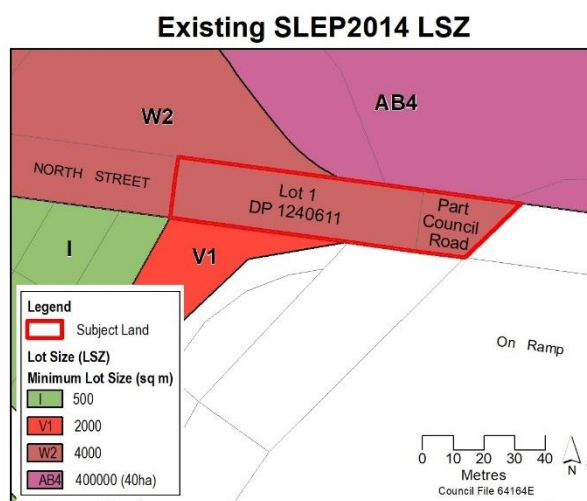 Existing SLEP2014 LSZ
W2
AB4
NORTH STREET
Lot 1
DP 1240611
Part
Council
Road
I
V1
On Ramp
Legend
Subject Land
Lot Size (LSZ)
Minimum Lot Size (sq m)
I 500
V1 2000
W2 4000
AB4 400000 (40ha)
0 10 20 30 40
Metres
Council File 64164E
N